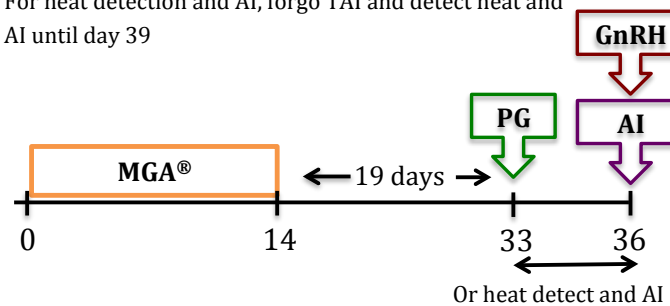 For heat detection and AI, forgo TAI and detect heat and
AI until day 39
GnRH
PG
AI
MGA®
19 days
0
14
33
36
Or heat detect and AI